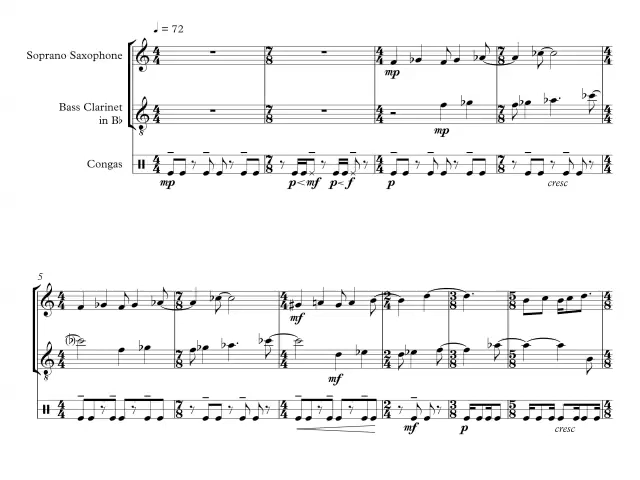 ♩ = 72
Soprano Saxophone
mp
Bass Clarinet
in B♭
mp
Congas
mp
p < mf
p < f
p
cresc
5
mf
mf
mf
p
cresc